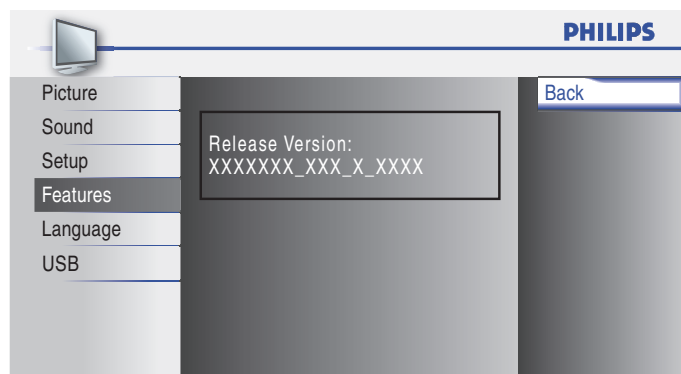 PHILIPS
Picture
Sound
Setup
Features
Language
USB
Release Version:
XXXXXXX_XXX_X_XXXX
Back